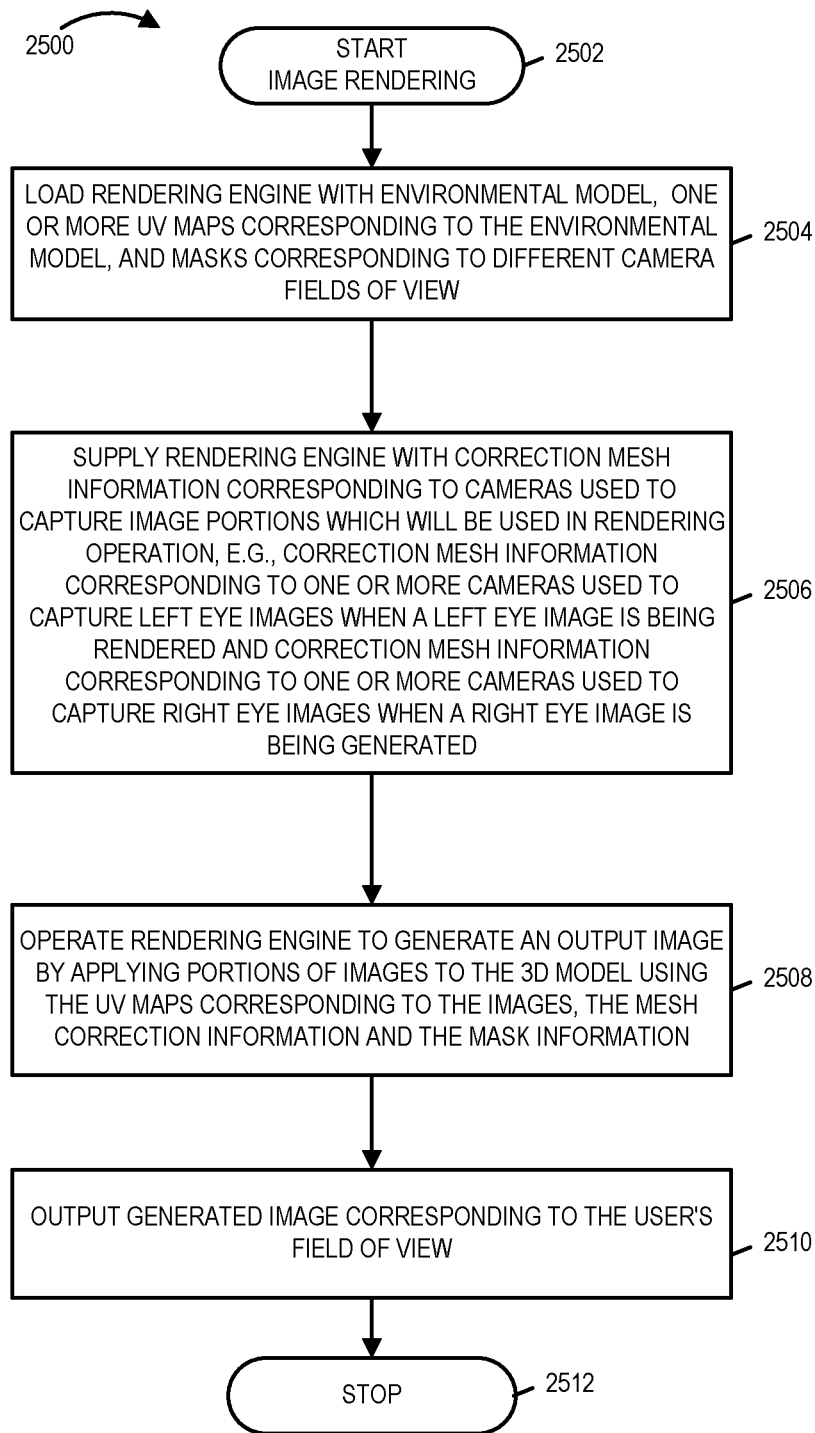 2500
START
IMAGE RENDERING
2502
LOAD RENDERING ENGINE WITH ENVIRONMENTAL MODEL, ONE
OR MORE UV MAPS CORRESPONDING TO THE ENVIRONMENTAL
MODEL, AND MASKS CORRESPONDING TO DIFFERENT CAMERA
FIELDS OF VIEW
2504
SUPPLY RENDERING ENGINE WITH CORRECTION MESH
INFORMATION CORRESPONDING TO CAMERAS USED TO
CAPTURE IMAGE PORTIONS WHICH WILL BE USED IN RENDERING
OPERATION, E.G., CORRECTION MESH INFORMATION
CORRESPONDING TO ONE OR MORE CAMERAS USED TO
CAPTURE LEFT EYE IMAGES WHEN A LEFT EYE IMAGE IS BEING
RENDERED AND CORRECTION MESH INFORMATION
CORRESPONDING TO ONE OR MORE CAMERAS USED TO
CAPTURE RIGHT EYE IMAGES WHEN A RIGHT EYE IMAGE IS
BEING GENERATED
2506
OPERATE RENDERING ENGINE TO GENERATE AN OUTPUT IMAGE
BY APPLYING PORTIONS OF IMAGES TO THE 3D MODEL USING
THE UV MAPS CORRESPONDING TO THE IMAGES, THE MESH
CORRECTION INFORMATION AND THE MASK INFORMATION
2508
OUTPUT GENERATED IMAGE CORRESPONDING TO THE USER'S
FIELD OF VIEW
2510
STOP
2512